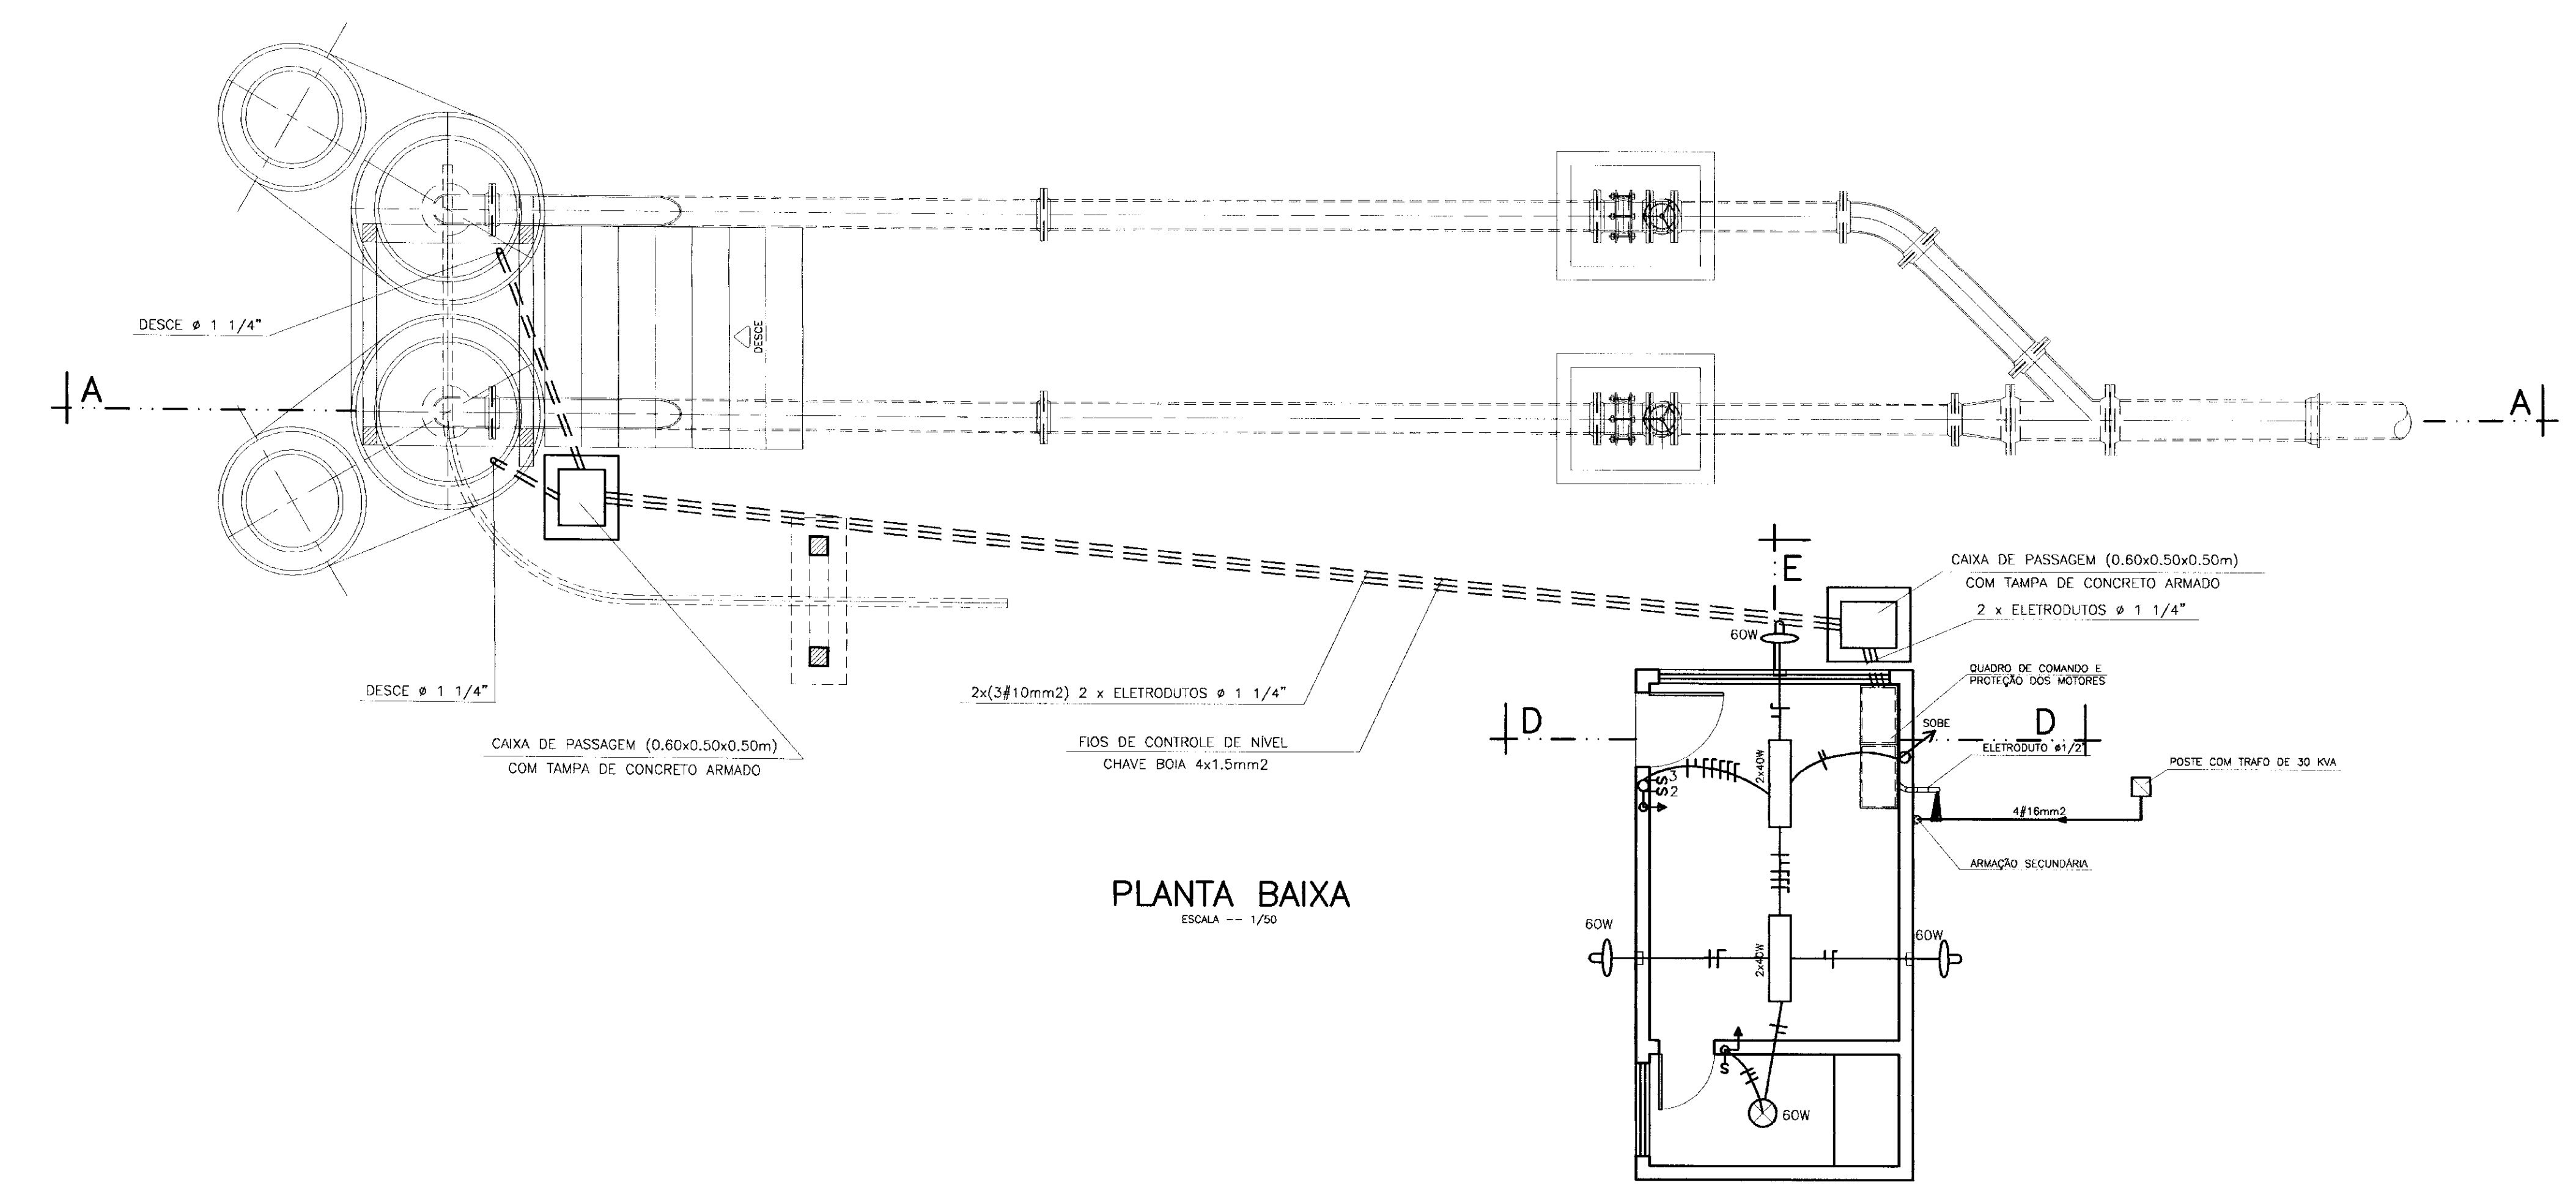 DESCE ø 1 1/4"
DESCE
A
A
E
CAIXA DE PASSAGEM (0.60x0.50x0.50m)
COM TAMPA DE CONCRETO ARMADO
2 x ELETRODUTOS ø 1 1/4"
60W
QUADRO DE COMANDO E
PROTEÇÃO DOS MOTORES
DESCE ø 1 1/4"
2x(3#10mm2) 2 x ELETRODUTOS ø 1 1/4"
D
D
SOBE
ELETRODUTO ø1/2"
CAIXA DE PASSAGEM (0.60x0.50x0.50m)
COM TAMPA DE CONCRETO ARMADO
FIOS DE CONTROLE DE NÍVEL
CHAVE BOIA 4x1.5mm2
2x40W
S3
S2
POSTE COM TRAFO DE 30 KVA
4#16mm2
ARMAÇÃO SECUNDÁRIA
PLANTA BAIXA
ESCALA -- 1/50
60W
2x40W
60W
S
60W